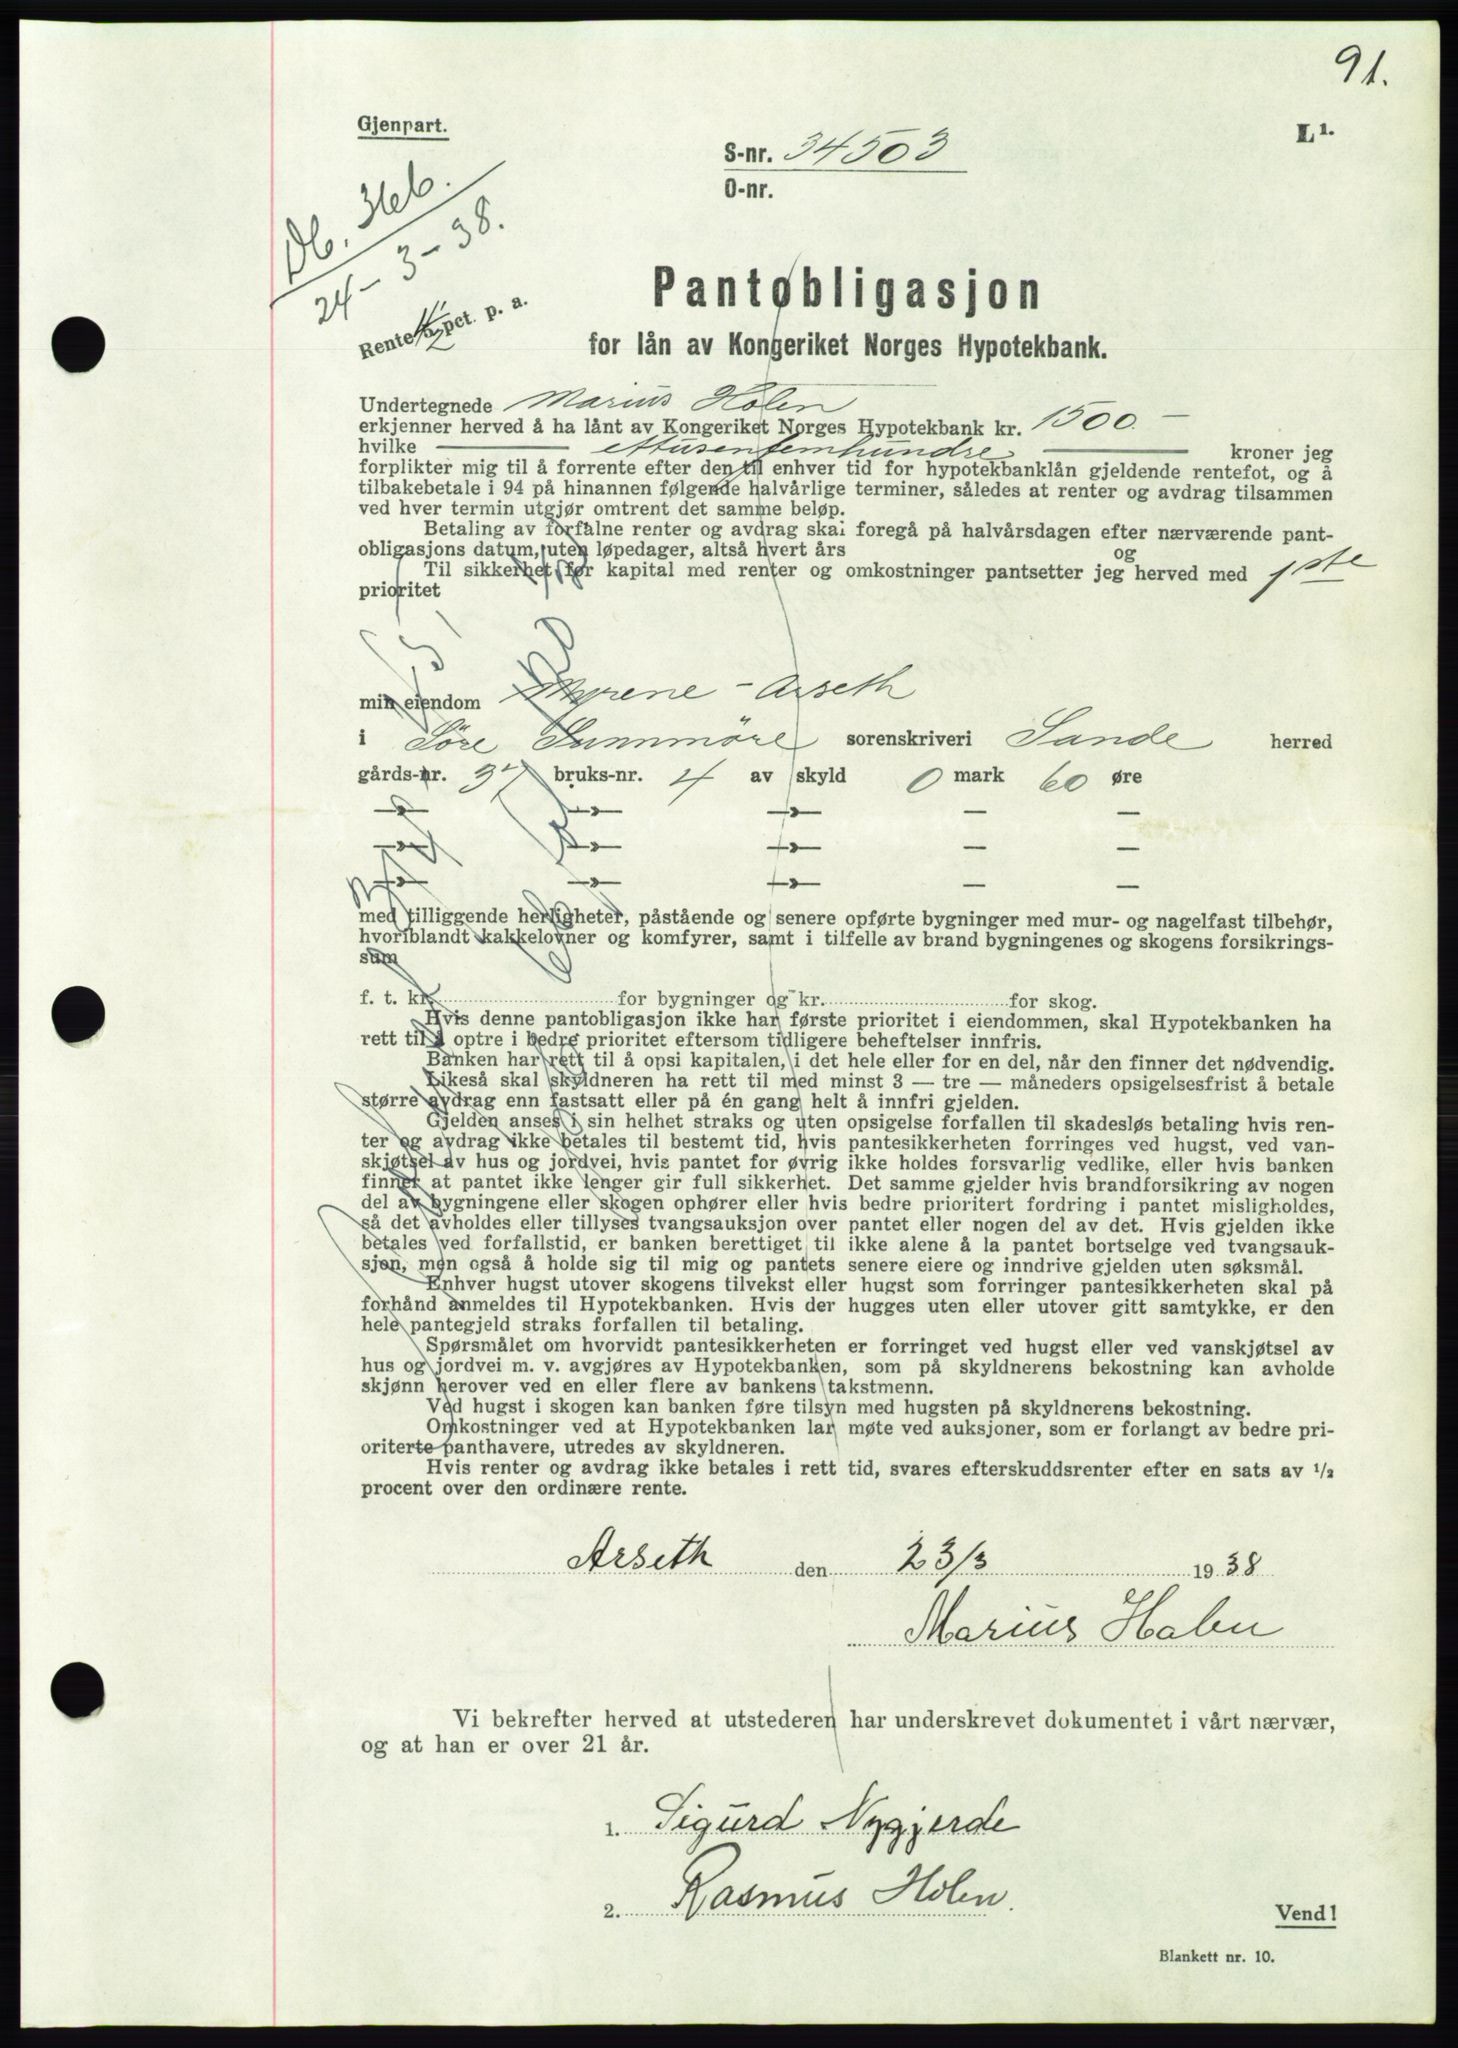 91.
Gjenpart.
L 1.
S-nr. 34503
O-nr.
Db. 366.
24-3-38.
Rente 5 4 1/2 pct. p. a.
Pantobligasjon
for lån av Kongeriket Norges Hypotekbank.
Undertegnede Marius Holen
erkjenner herved å ha lånt av Kongeriket Norges Hypotekbank kr. 1500 -
hvilke ettusenfemhundre kroner jeg
forplikter mig til å forrente efter den til enhver tid for hypotekbanklån gjeldende rentefot, og å
tilbakebetale i 94 på hinannen følgende halvårlige terminer, således at renter og avdrag tilsammen
ved hver termin utgjør omtrent det samme beløp.
Betaling av forfalne renter og avdrag skal foregå på halvårsdagen efter nærværende pant-
obligasjons datum, uten løpedager, altså hvert års og
Til sikkerhet før kapital med renter og omkostninger pantsetter jeg herved med 1ste
prioritet
min eiendom Myrene - Arseth
i Söre Sunnmöre sorenskriveri Sande herred
gårds-nr. 37 bruks-nr. 4 av skyld 0 mark 60 øre
—»— —»— —»— — —
—»— —»— —»— — —
—»— —»— —»— — —
med tilliggende herligheter, påstående og senere opførte bygninger med mur- og nagelfast tilbehør,
hvoriblandt kakkelovner og komfyrer, samt i tilfelle av brand bygningenes og skogens forsikrings-
sum
f. t. kr. for bygninger og kr. for skog.
Hvis denne pantobligasjon ikke har første prioritet i eiendommen, skal Hypotekbanken ha
rett til å optre i bedre prioritet eftersom tidligere beheftelser innfris.
Banken har rett til å opsi kapitalen, i det hele eller for en del, når den finner det nødvendig.
Likeså skal skyldneren ha rett til med minst 3 — tre — måneders opsigelsesfrist å betale
større avdrag enn fastsatt eller på én gang helt å innfri gjelden.
Gjelden anses i sin helhet straks og uten opsigelse forfallen til skadesløs betaling hvis ren-
ter og avdrag ikke betales til bestemt tid, hvis pantesikkerheten forringes ved hugst, ved van-
skjøtsel av hus og jordvei, hvis pantet for øvrig ikke holdes forsvarlig vedlike, eller hvis banken
finner at pantet ikke lenger gir full sikkerhet. Det samme gjelder hvis brandforsikring av nogen
del av bygningene eller skogen ophører eller hvis bedre prioritert fordring i pantet misligholdes,
så det avholdes eller tillyses tvangsauksjon over pantet eller nogen del av det. Hvis gjelden ikke
betales ved forfallstid, er banken berettiget til ikke alene å la pantet bortselge ved tvangsauk-
sjon, men også å holde sig til mig og pantets senere eiere og inndrive gjelden uten søksmål.
Enhver hugst utover skogens tilvekst eller hugst som forringer pantesikkerheten skal på
forhånd anmeldes til Hypotekbanken. Hvis der hugges uten eller utover gitt samtykke, er den
hele pantegjeld straks forfallen til betaling.
Spørsmålet om hvorvidt pantesikkerheten er forringet ved hugst eller ved vanskjøtsel av
hus og jordvei m. v. avgjøres av Hypotekbanken, som på skyldnerens bekostning kan avholde
skjønn herover ved en eller flere av bankens takstmenn.
Ved hugst i skogen kan banken føre tilsyn med hugsten på skyldnerens bekostning.
Omkostninger ved at Hypotekbanken lar møte ved auksjoner, som er forlangt av bedre pri-
oriterte panthavere, utredes av skyldneren.
Hvis renter og avdrag ikke betales i rett tid, svares efterskuddsrenter efter en sats av 1/2
procent over den ordinære rente.
Arseth den 23/3 1938
Marius Holen
Vi bekrefter herved at utstederen har underskrevet dokumentet i vårt nærvær,
og at han er over 21 år.
1. Sigurd Nygjerde
2. Rasmus Holen.
Vend!
Blankett nr. 10.